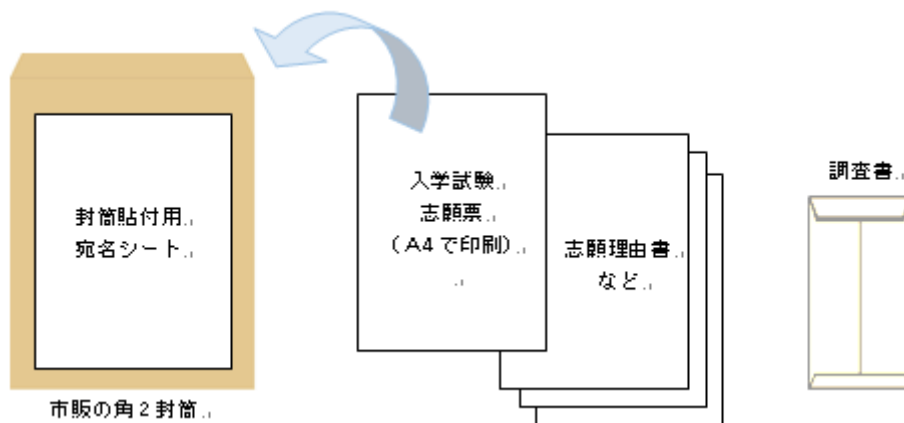 封筒貼付用
宛名シート
市販の角2封筒
入学試験
志願票
（A4で印刷）
志願理由書
など
調査書